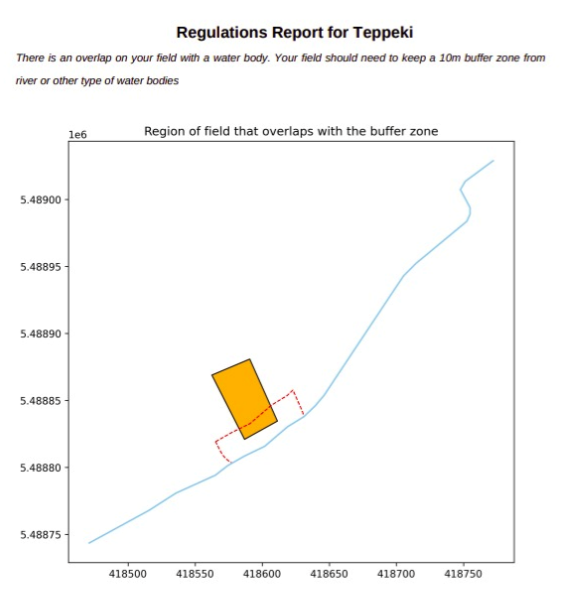 Regulations Report for Teppeki
There is an overlap on your field with a water body. Your field should need to keep a 10m buffer zone from
river or other type of water bodies
Region of field that overlaps with the buffer zone
1e6
5.48900
5.48895
5.48890
5.48885
5.48880
5.48875
418500 418550 418600 418650 418700 418750